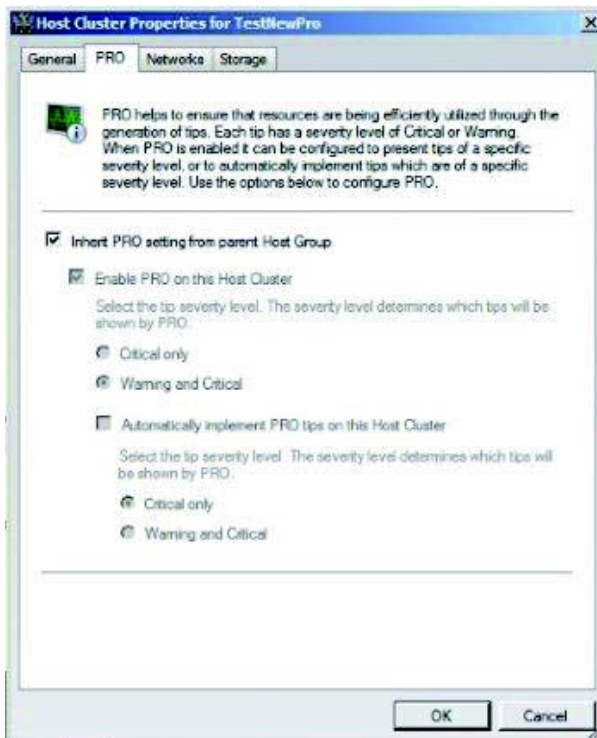 Host Cluster Properties for TestNewPro
General PRO Networks Storage
PRO helps to ensure that resources are being efficiently utilized through the
generation of tips. Each tip has a severity level of Critical or Warning.
When PRO is enabled it can be configured to present tips of a specific
severity level, or to automatically implement tips which are of a specific
severity level. Use the options below to configure PRO.
Inherit PRO setting from parent Host Group
Enable PRO on this Host Cluster
Select the tip severity level. The severity level determines which tips will be
shown by PRO.
Critical only
Warning and Critical
Automatically implement PRO tips on this Host Cluster
Select the tip severity level. The severity level determines which tips will
be shown by PRO.
Critical only
Warning and Critical
OK Cancel